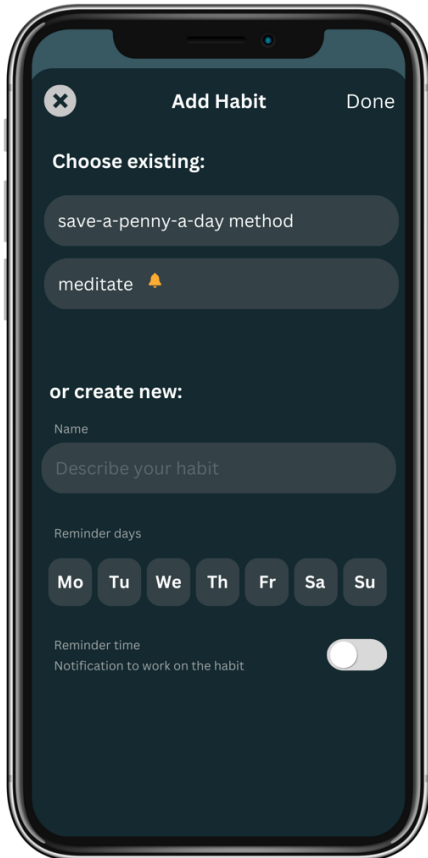 Add Habit
Done
Choose existing:
save-a-penny-a-day method
meditate
or create new:
Name
Describe your habit
Reminder days
Mo Tu We Th Fr Sa Su
Reminder time
Notification to work on the habit